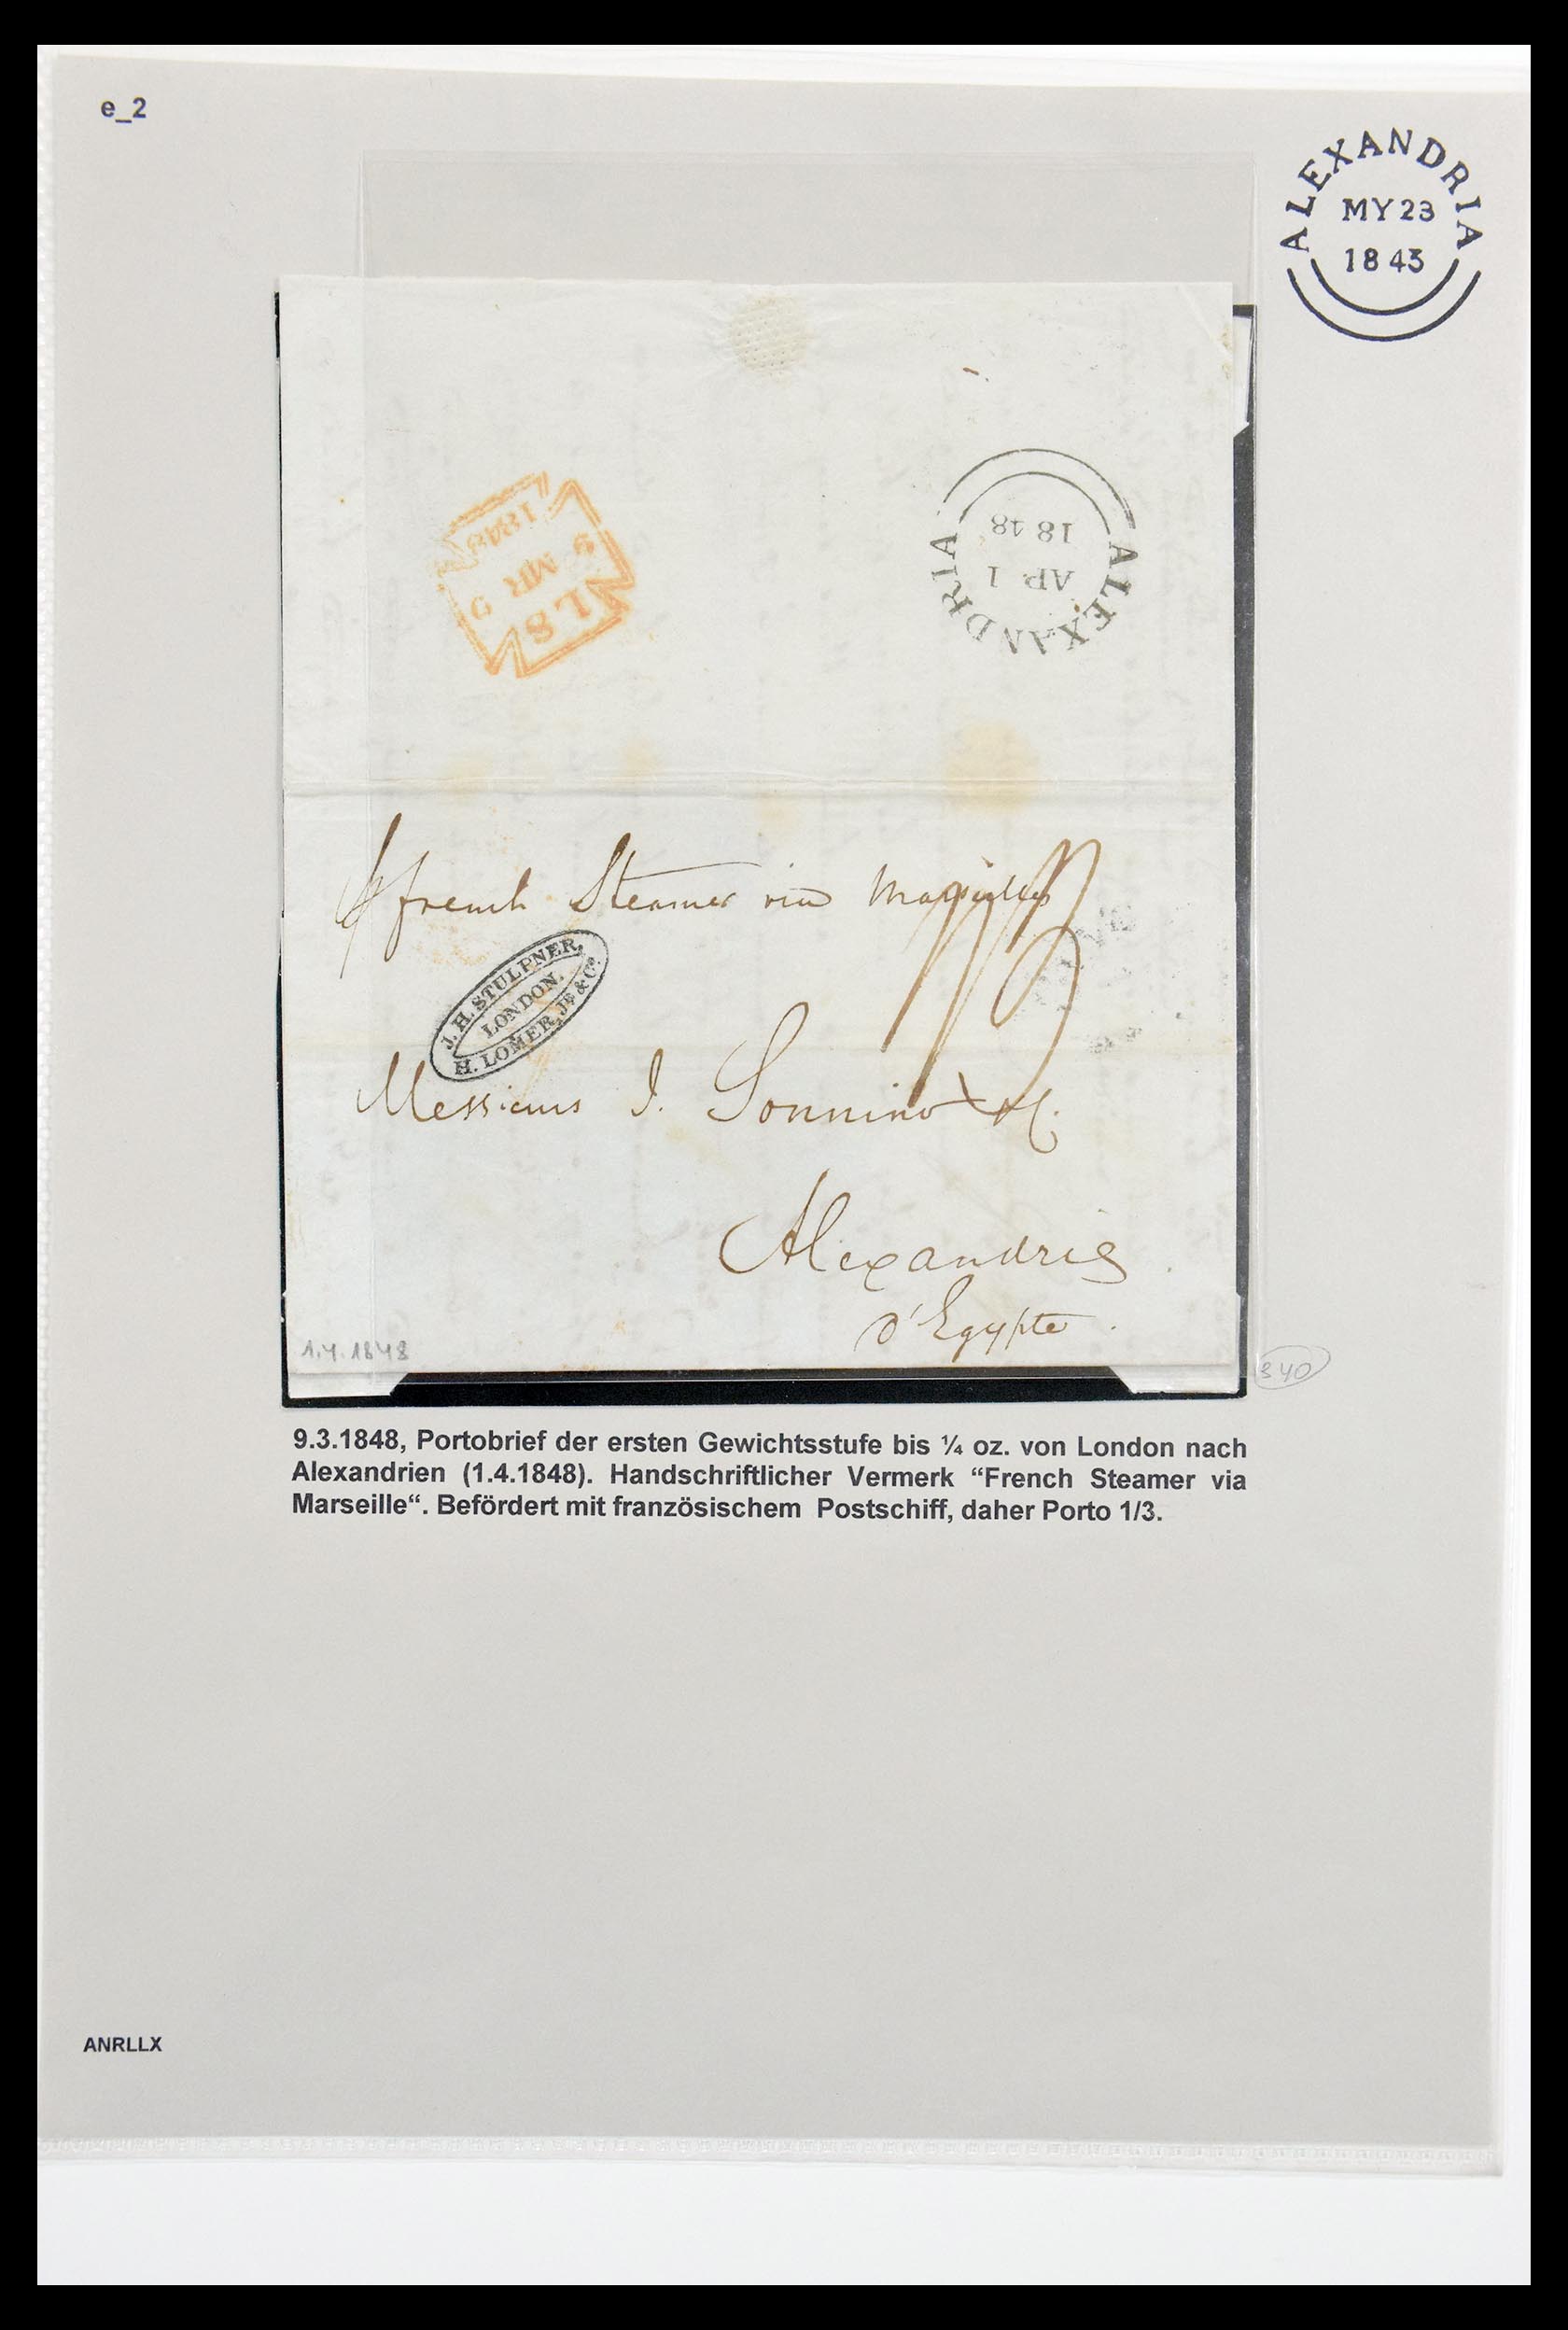 e_2
ALEXANDRIA
MY 23
1843
ALEXANDRIA
AP 1
1848
LS
9 MR 9
1848
french Steamer via Marseilles
1/3
J. H. STULPNER,
LONDON.
H. LOMER, JR. & Co.
Messieurs J. Sonnino & C.
Alexandrie
d'Egypte.
1.4.1848
340
9.3.1848, Portobrief der ersten Gewichtsstufe bis ¼ oz. von London nach
Alexandrien (1.4.1848). Handschriftlicher Vermerk “French Steamer via
Marseille“. Befördert mit französischem Postschiff, daher Porto 1/3.
ANRLLX